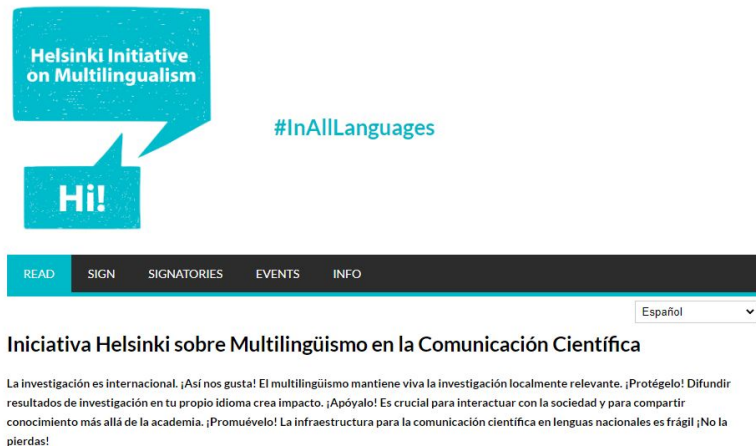 Helsinki Initiative
on Multilingualism
#InAllLanguages
Hi!
READ SIGN SIGNATORIES EVENTS INFO
Español
Iniciativa Helsinki sobre Multilingüismo en la Comunicación Científica
La investigación es internacional. ¡Así nos gusta! El multilingüismo mantiene viva la investigación localmente relevante. ¡Protégelo! Difundir
resultados de investigación en tu propio idioma crea impacto. ¡Apóyalo! Es crucial para interactuar con la sociedad y para compartir
conocimiento más allá de la academia. ¡Promuévelo! La infraestructura para la comunicación científica en lenguas nacionales es frágil ¡No la
pierdas!